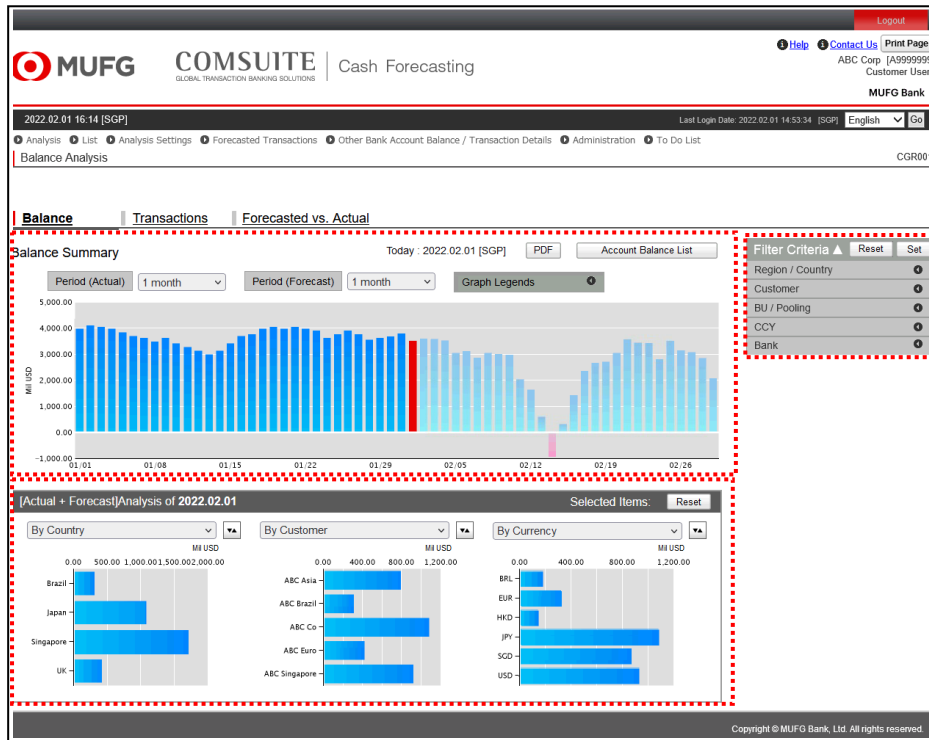 Logout
Help Contact Us Print Page
MUFG COMSUITE Cash Forecasting
GLOBAL TRANSACTION BANKING SOLUTIONS
ABC Corp [A9999999
Customer User
MUFG Bank
2022.02.01 16:14 [SGP] Last Login Date: 2022.02.01 14:53:34 [SGP] English Go
Analysis List Analysis Settings Forecasted Transactions Other Bank Account Balance / Transaction Details Administration To Do List
Balance Analysis CGR001
Balance Transactions Forecasted vs. Actual
Balance Summary Today : 2022.02.01 [SGP] PDF Account Balance List
Period (Actual) 1 month Period (Forecast) 1 month Graph Legends
Filter Criteria ▲ Reset Set
Region / Country
Customer
BU / Pooling
CCY
Bank
Mil USD
5,000.00
4,000.00
3,000.00
2,000.00
1,000.00
0.00
−1,000.00
01/01 01/08 01/15 01/22 01/29 02/05 02/12 02/19 02/26
[Actual + Forecast]Analysis of 2022.02.01 Selected Items: Reset
By Country ▼▲ By Customer ▼▲ By Currency ▼▲
Mil USD
0.00 500.00 1,000.00 1,500.00 2,000.00
Brazil
Japan
Singapore
UK
Mil USD
0.00 400.00 800.00 1,200.00
ABC Asia
ABC Brazil
ABC Co
ABC Euro
ABC Singapore
Mil USD
0.00 400.00 800.00 1,200.00
BRL
EUR
HKD
JPY
SGD
USD
Copyright © MUFG Bank, Ltd. All rights reserved.